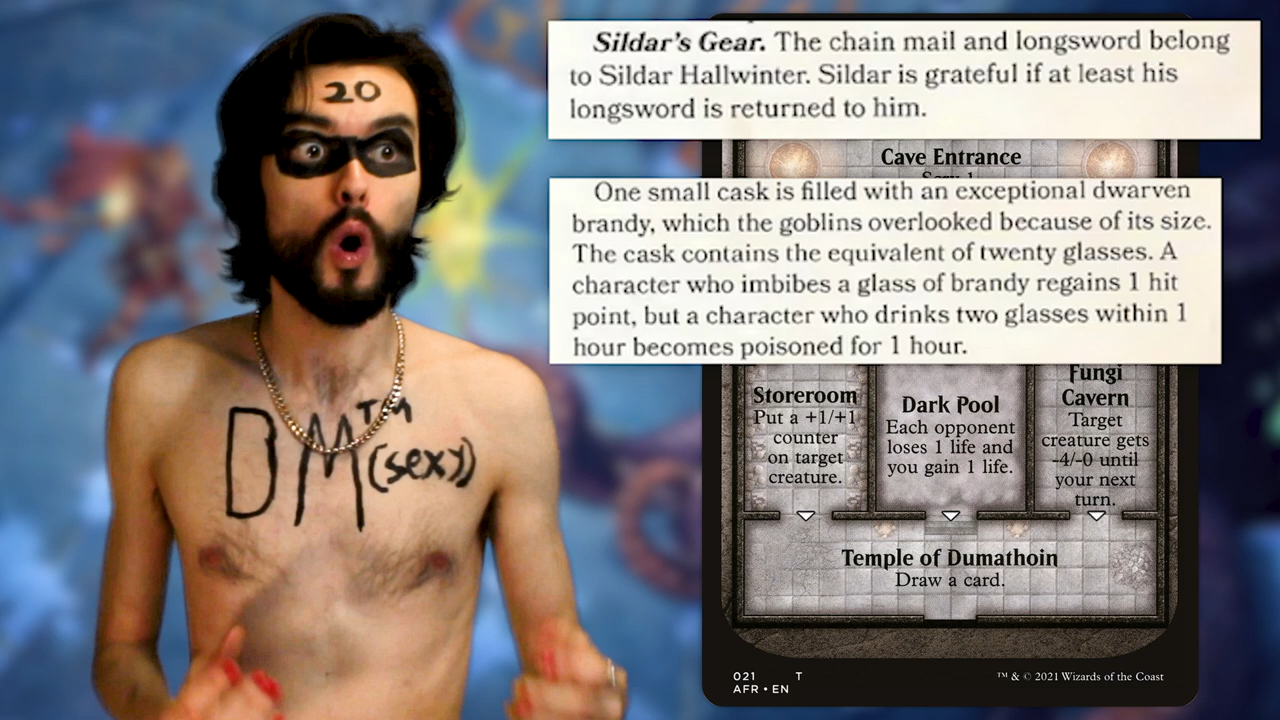 20
DM™
(sexy)
Sildar's Gear. The chain mail and longsword belong
to Sildar Hallwinter. Sildar is grateful if at least his
longsword is returned to him.
Cave Entrance
Scry 1
One small cask is filled with an exceptional dwarven
brandy, which the goblins overlooked because of its size.
The cask contains the equivalent of twenty glasses. A
character who imbibes a glass of brandy regains 1 hit
point, but a character who drinks two glasses within 1
hour becomes poisoned for 1 hour.
Storeroom
Put a +1/+1
counter
on target
creature.
Dark Pool
Each opponent
loses 1 life and
you gain 1 life.
Fungi
Cavern
Target
creature gets
-4/-0 until
your next
turn.
Temple of Dumathoin
Draw a card.
021 T
AFR • EN
™ & © 2021 Wizards of the Coast